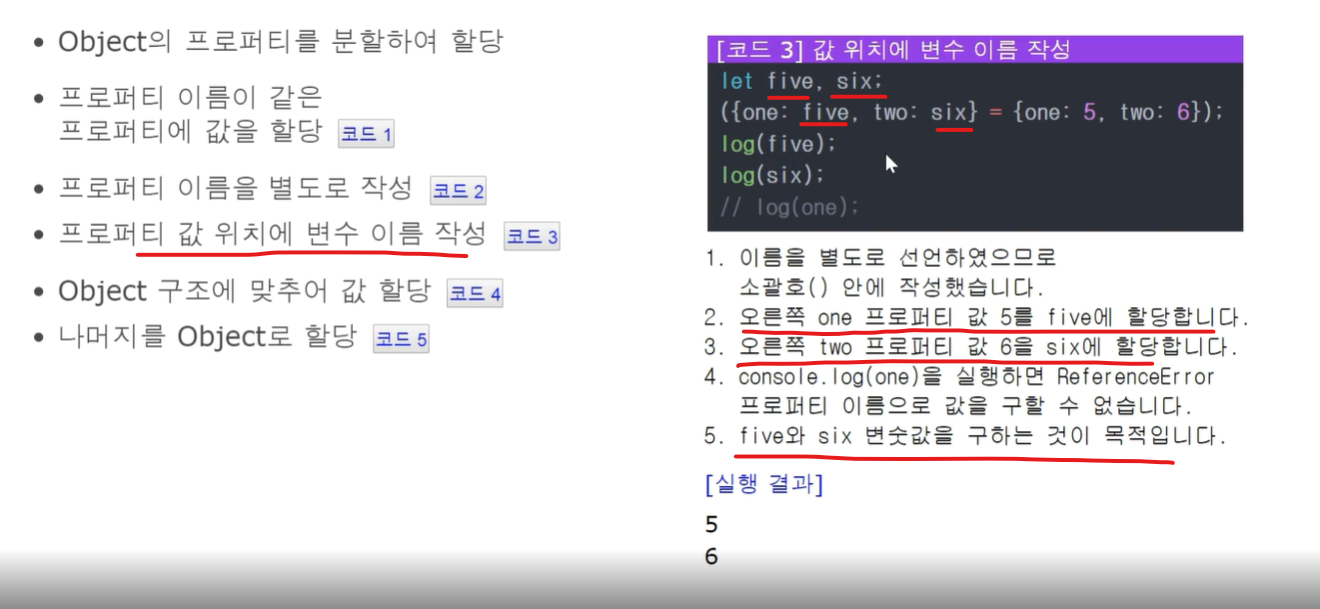 • Object의 프로퍼티를 분할하여 할당
• 프로퍼티 이름이 같은
프로퍼티에 값을 할당 코드 1
• 프로퍼티 이름을 별도로 작성 코드 2
• 프로퍼티 값 위치에 변수 이름 작성 코드 3
• Object 구조에 맞추어 값 할당 코드 4
• 나머지를 Object로 할당 코드 5
[코드 3] 값 위치에 변수 이름 작성
let five, six;
({one: five, two: six} = {one: 5, two: 6});
log(five);
log(six);
// log(one);
1. 이름을 별도로 선언하였으므로
소괄호() 안에 작성했습니다.
2. 오른쪽 one 프로퍼티 값 5를 five에 할당합니다.
3. 오른쪽 two 프로퍼티 값 6을 six에 할당합니다.
4. console.log(one)을 실행하면 ReferenceError
프로퍼티 이름으로 값을 구할 수 없습니다.
5. five와 six 변숫값을 구하는 것이 목적입니다.
[실행 결과]
5
6